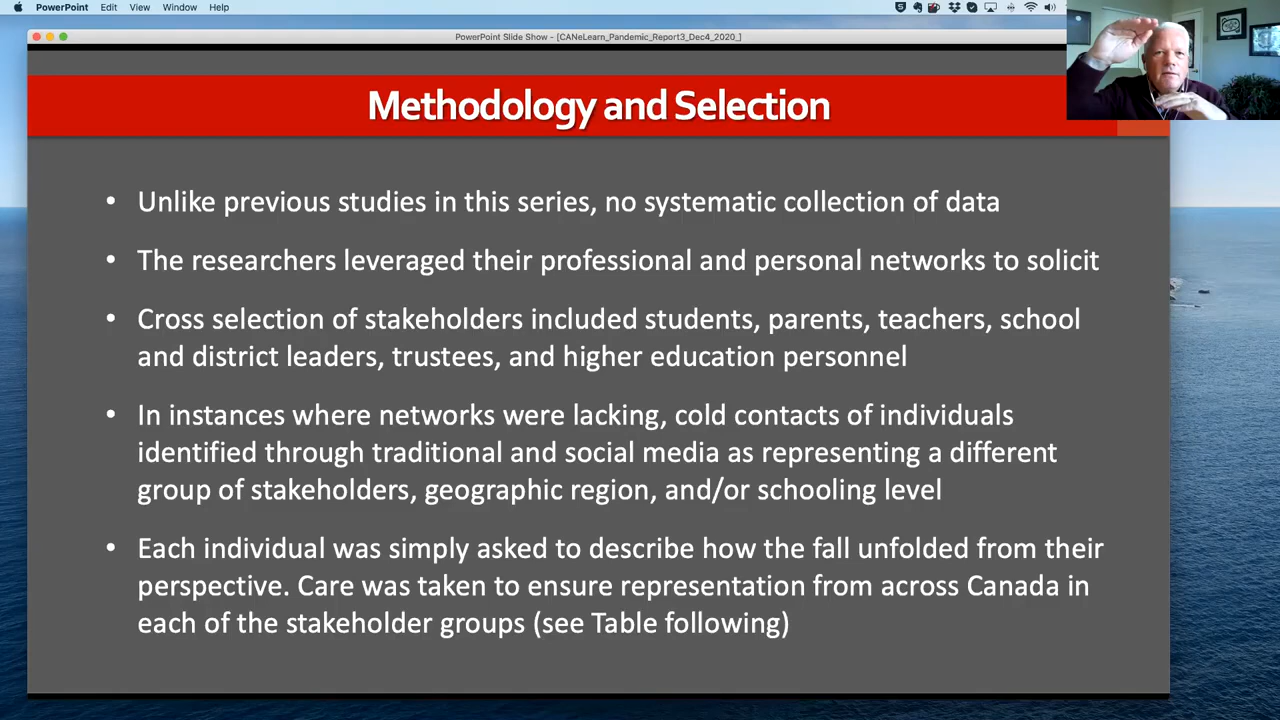 PowerPoint Edit View Window Help
PowerPoint Slide Show - [CANeLearn_Pandemic_Report3_Dec4_2020_]
Methodology and Selection
• Unlike previous studies in this series, no systematic collection of data
• The researchers leveraged their professional and personal networks to solicit
• Cross selection of stakeholders included students, parents, teachers, school
and district leaders, trustees, and higher education personnel
• In instances where networks were lacking, cold contacts of individuals
identified through traditional and social media as representing a different
group of stakeholders, geographic region, and/or schooling level
• Each individual was simply asked to describe how the fall unfolded from their
perspective. Care was taken to ensure representation from across Canada in
each of the stakeholder groups (see Table following)